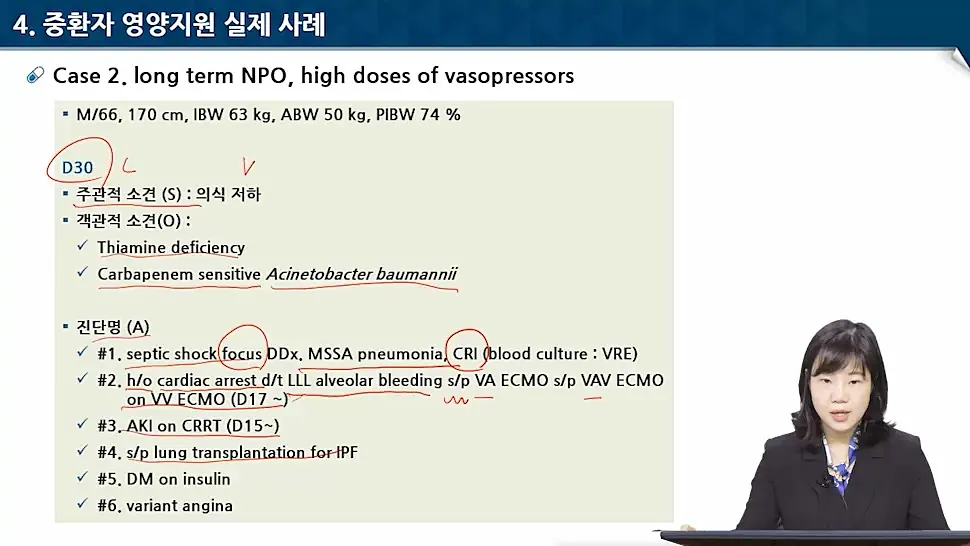 4. 중환자 영양지원 실제 사례
Case 2. long term NPO, high doses of vasopressors
M/66, 170 cm, IBW 63 kg, ABW 50 kg, PIBW 74 %
D30
주관적 소견 (S) : 의식 저하
객관적 소견(O) :
Thiamine deficiency
Carbapenem sensitive Acinetobacter baumannii
진단명 (A)
#1. septic shock focus DDx. MSSA pneumonia, CRI (blood culture : VRE)
#2. h/o cardiac arrest d/t LLL alveolar bleeding s/p VA ECMO s/p VAV ECMO
on VV ECMO (D17 ~)
#3. AKI on CRRT (D15~)
#4. s/p lung transplantation for IPF
#5. DM on insulin
#6. variant angina